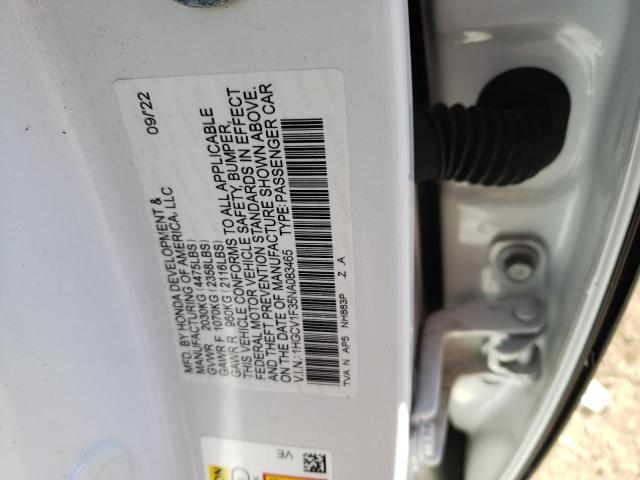 MFD. BY HONDA DEVELOPMENT & 09/22
MANUFACTURING OF AMERICA, LLC
GVWR 2030KG (4475LBS)
GAWR F 1070KG (2358LBS)
GAWR R 960KG (2116LBS)
THIS VEHICLE CONFORMS TO ALL APPLICABLE
FEDERAL MOTOR VEHICLE SAFETY, BUMPER,
AND THEFT PREVENTION STANDARDS IN EFFECT
ON THE DATE OF MANUFACTURE SHOWN ABOVE.
V.I.N.: 1HGCV1F35NA083465 TYPE: PASSENGER CAR
TVA N AP5 NH883P Z A
VE